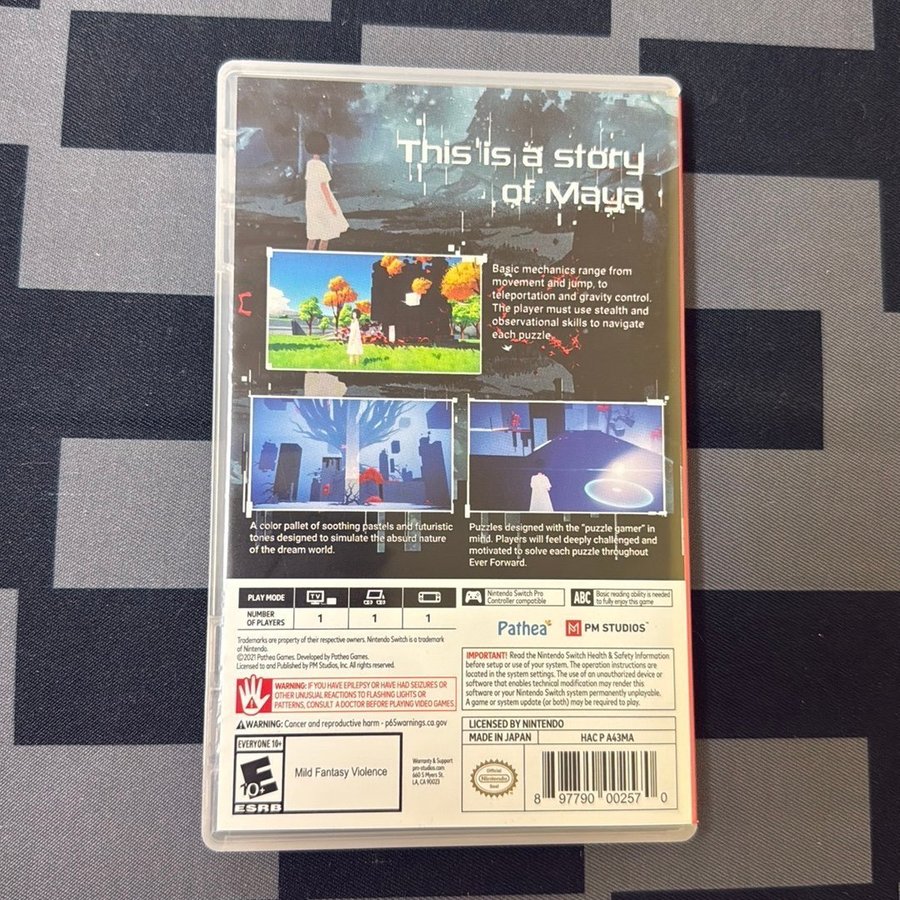 This is a story
of Maya
Basic mechanics range from
movement and jump, to
teleportation and gravity control.
The player must use stealth and
observational skills to navigate
each puzzle.
A color pallet of soothing pastels and futuristic
tones designed to simulate the absurd nature
of the dream world.
Puzzles designed with the "puzzle gamer" in
mind. Players will feel deeply challenged and
motivated to solve each puzzle throughout
Ever Forward.
PLAY MODE
TV
NUMBER
OF PLAYERS
1
1
1
Nintendo Switch Pro
Controller compatible
ABC
Basic reading ability is needed
to fully enjoy this game
Trademarks are property of their respective owners. Nintendo Switch is a trademark
of Nintendo.
©2021 Pathea Games. Developed by Pathea Games.
Licensed to and Published by PM Studios, Inc. All rights reserved.
Pathea
PM STUDIOS™
WARNING: IF YOU HAVE EPILEPSY OR HAVE HAD SEIZURES OR
OTHER UNUSUAL REACTIONS TO FLASHING LIGHTS OR
PATTERNS, CONSULT A DOCTOR BEFORE PLAYING VIDEO GAMES
WARNING: Cancer and reproductive harm - p65warnings.ca.gov
IMPORTANT! Read the Nintendo Switch Health & Safety Information
before setup or use of your system. The operation instructions are
located in the system settings. The use of an unauthorized device or
software that enables technical modification may render this
software or your Nintendo Switch system permanently unplayable.
A game or system update (or both) may be required to play.
EVERYONE 10+
E
10+
ESRB
Mild Fantasy Violence
Warranty & Support
pm-studios.com
660 S Myers St,
LA, CA 90023
LICENSED BY NINTENDO
MADE IN JAPAN
HAC P A43MA
Official
Nintendo
Seal
8 97790 00257 0